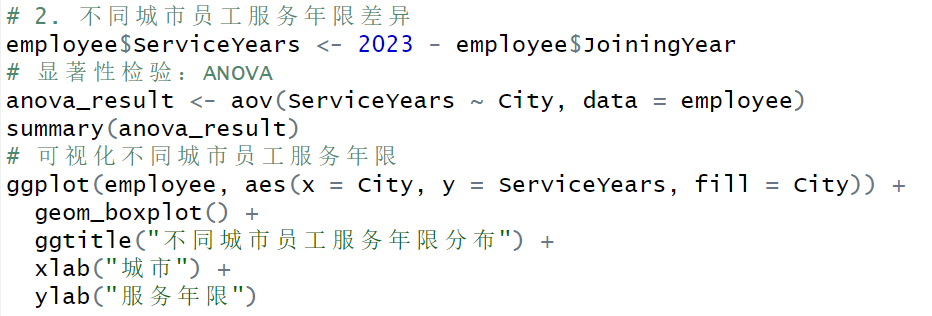 # 2. 不同城市员工服务年限差异
employee$ServiceYears <- 2023 - employee$JoiningYear
# 显著性检验：ANOVA
anova_result <- aov(ServiceYears ~ City, data = employee)
summary(anova_result)
# 可视化不同城市员工服务年限
ggplot(employee, aes(x = City, y = ServiceYears, fill = City)) +
  geom_boxplot() +
  ggtitle("不同城市员工服务年限分布") +
  xlab("城市") +
  ylab("服务年限")